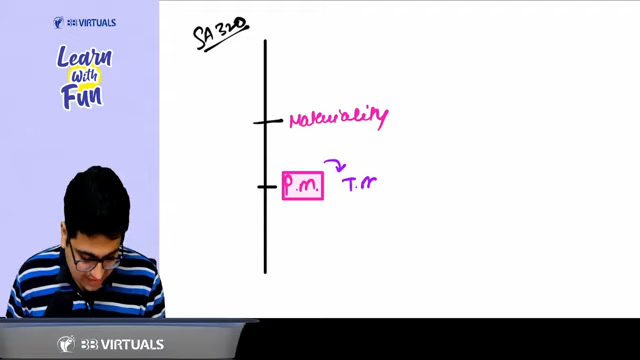 BB VIRTUALS
SA 320
Learn
With
Fun
Materiality
P.M.
T.M
BB VIRTUALS